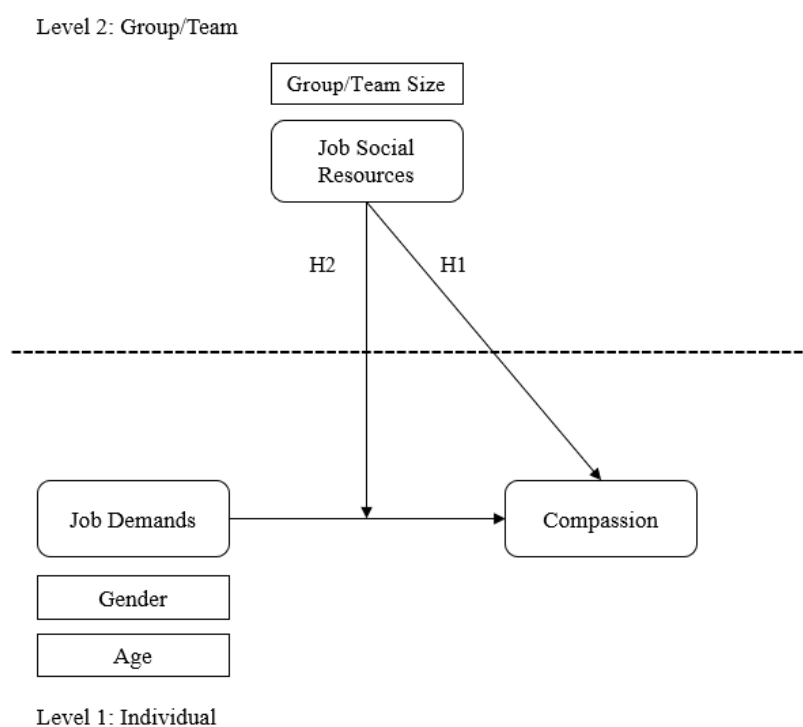 Level 2: Group/Team
Group/Team Size
Job Social
Resources
H2
H1
Job Demands
Compassion
Gender
Age
Level 1: Individual